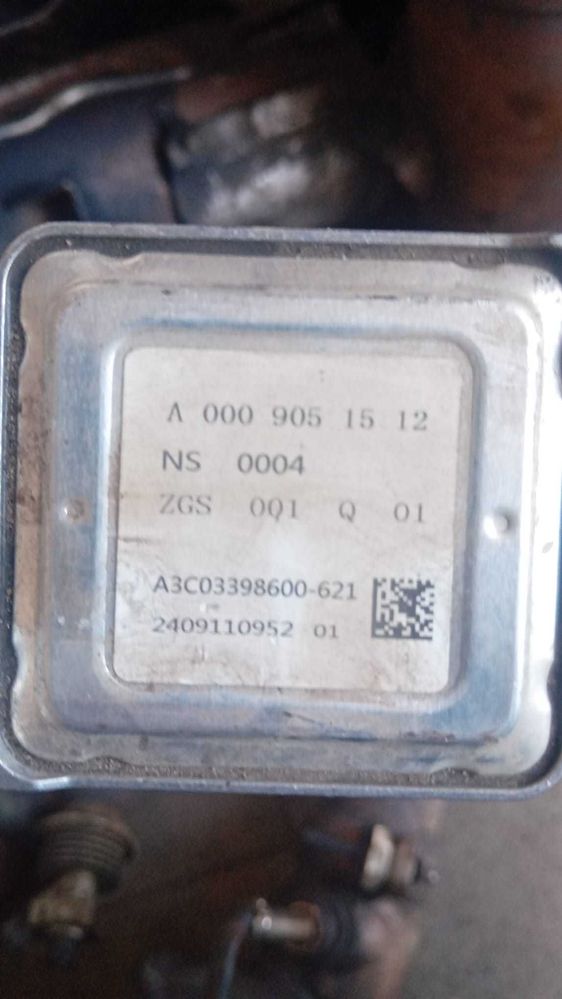 A 000 905 15 12
NS 0004
ZGS 001 Q 01
A3C03398600-621
2409110952 01